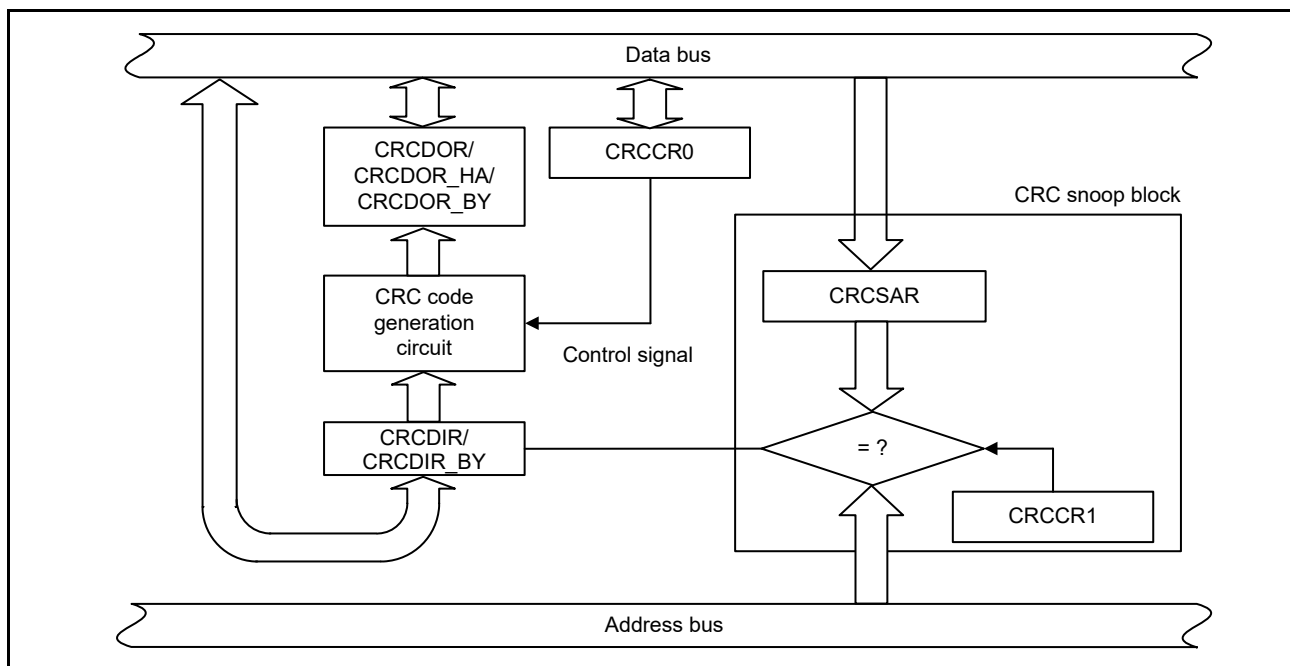 Data bus
CRCDOR/
CRCDOR_HA/
CRCDOR_BY
CRCCR0
CRC snoop block
CRCSAR
CRC code
generation
circuit
Control signal
CRCDIR/
CRCDIR_BY
= ?
CRCCR1
Address bus